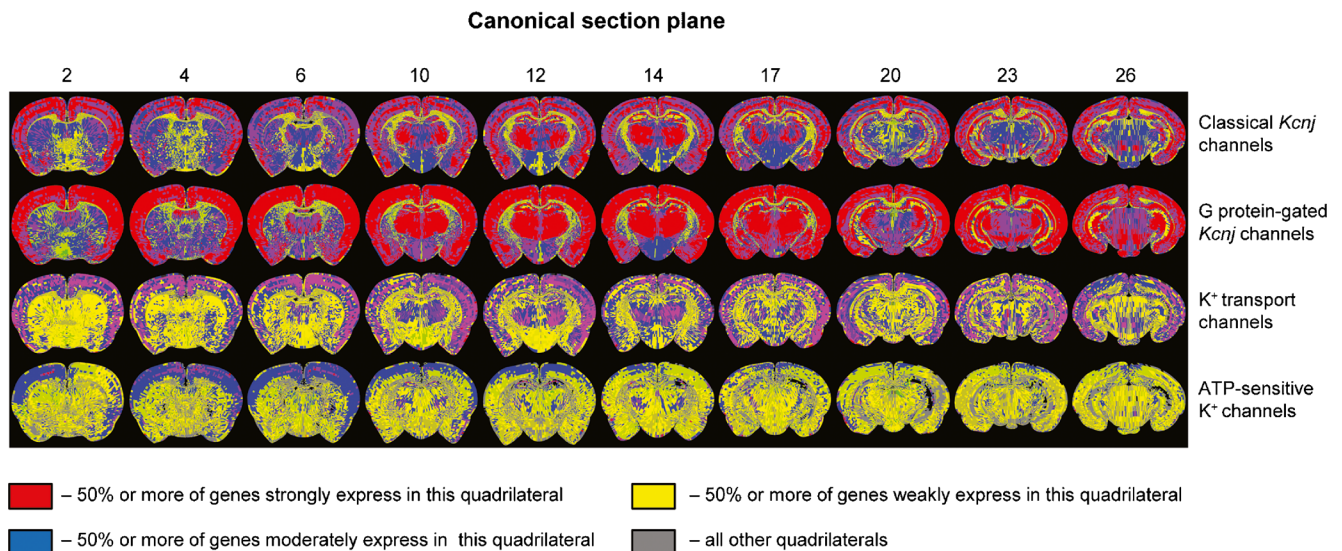 Canonical section plane
2 4 6 10 12 14 17 20 23 26
Classical Kcnj
channels
G protein-gated
Kcnj channels
K⁺ transport
channels
ATP-sensitive
K⁺ channels
– 50% or more of genes strongly express in this quadrilateral
– 50% or more of genes weakly express in this quadrilateral
– 50% or more of genes moderately express in this quadrilateral
– all other quadrilaterals